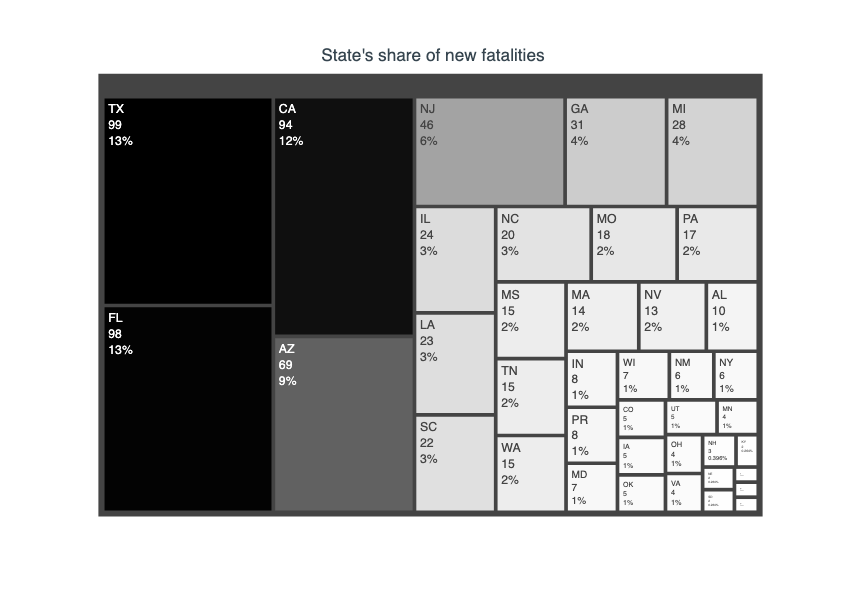 State's share of new fatalities
TX
99
13%
FL
98
13%
CA
94
12%
AZ
69
9%
NJ
46
6%
GA
31
4%
MI
28
4%
IL
24
3%
LA
23
3%
SC
22
3%
NC
20
3%
MO
18
2%
PA
17
2%
MS
15
2%
TN
15
2%
WA
15
2%
MA
14
2%
NV
13
2%
AL
10
1%
IN
8
1%
PR
8
1%
MD
7
1%
WI
7
1%
NM
6
1%
NY
6
1%
CO
5
1%
IA
5
1%
OK
5
1%
UT
5
1%
MN
4
1%
OH
4
1%
VA
4
1%
NH
3
0.396%